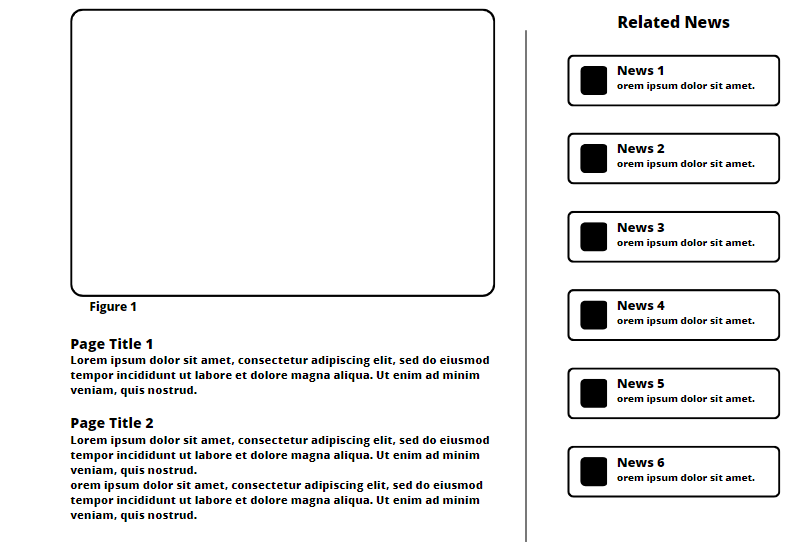 Figure 1
Page Title 1
Lorem ipsum dolor sit amet, consectetur adipiscing elit, sed do eiusmod
tempor incididunt ut labore et dolore magna aliqua. Ut enim ad minim
veniam, quis nostrud.
Page Title 2
Lorem ipsum dolor sit amet, consectetur adipiscing elit, sed do eiusmod
tempor incididunt ut labore et dolore magna aliqua. Ut enim ad minim
veniam, quis nostrud.
orem ipsum dolor sit amet, consectetur adipiscing elit, sed do eiusmod
tempor incididunt ut labore et dolore magna aliqua. Ut enim ad minim
veniam, quis nostrud.
Related News
News 1
orem ipsum dolor sit amet.
News 2
orem ipsum dolor sit amet.
News 3
orem ipsum dolor sit amet.
News 4
orem ipsum dolor sit amet.
News 5
orem ipsum dolor sit amet.
News 6
orem ipsum dolor sit amet.